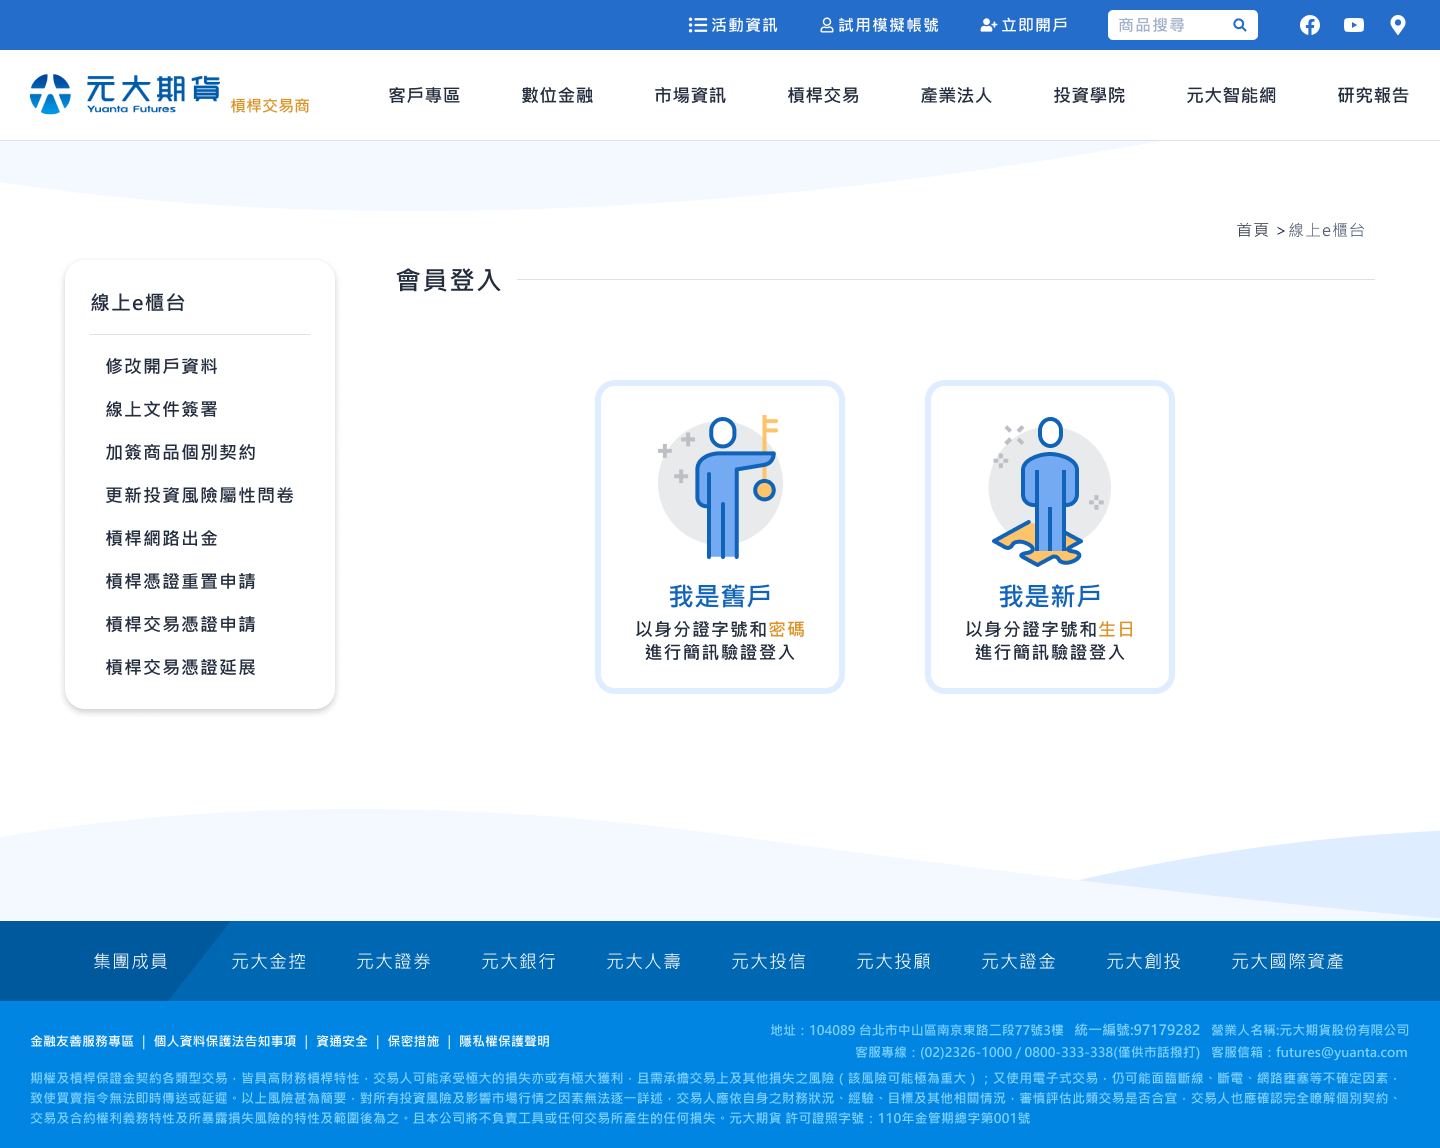 活動資訊 試用模擬帳號 立即開戶 商品搜尋
元大期貨 Yuanta Futures 槓桿交易商
客戶專區 數位金融 市場資訊 槓桿交易 產業法人 投資學院 元大智能網 研究報告
首頁 > 線上e櫃台
會員登入
線上e櫃台
修改開戶資料
線上文件簽署
加簽商品個別契約
更新投資風險屬性問卷
槓桿網路出金
槓桿憑證重置申請
槓桿交易憑證申請
槓桿交易憑證延展
我是舊戶
以身分證字號和密碼
進行簡訊驗證登入
我是新戶
以身分證字號和生日
進行簡訊驗證登入
集團成員 元大金控 元大證券 元大銀行 元大人壽 元大投信 元大投顧 元大證金 元大創投 元大國際資產
金融友善服務專區 | 個人資料保護法告知事項 | 資通安全 | 保密措施 | 隱私權保護聲明
地址：104089 台北市中山區南京東路二段77號3樓 統一編號:97179282 營業人名稱:元大期貨股份有限公司
客服專線：(02)2326-1000 / 0800-333-338(僅供市話撥打) 客服信箱：futures@yuanta.com
期權及槓桿保證金契約各類型交易，皆具高財務槓桿特性，交易人可能承受極大的損失亦或有極大獲利，且需承擔交易上及其他損失之風險（該風險可能極為重大）；又使用電子式交易，仍可能面臨斷線、斷電、網路壅塞等不確定因素，
致使買賣指令無法即時傳送或延遲。以上風險甚為簡要，對所有投資風險及影響市場行情之因素無法逐一詳述，交易人應依自身之財務狀況、經驗、目標及其他相關情況，審慎評估此類交易是否合宜，交易人也應確認完全瞭解個別契約、
交易及合約權利義務特性及所暴露損失風險的特性及範圍後為之。且本公司將不負責工具或任何交易所產生的任何損失。元大期貨 許可證照字號：110年金管期總字第001號